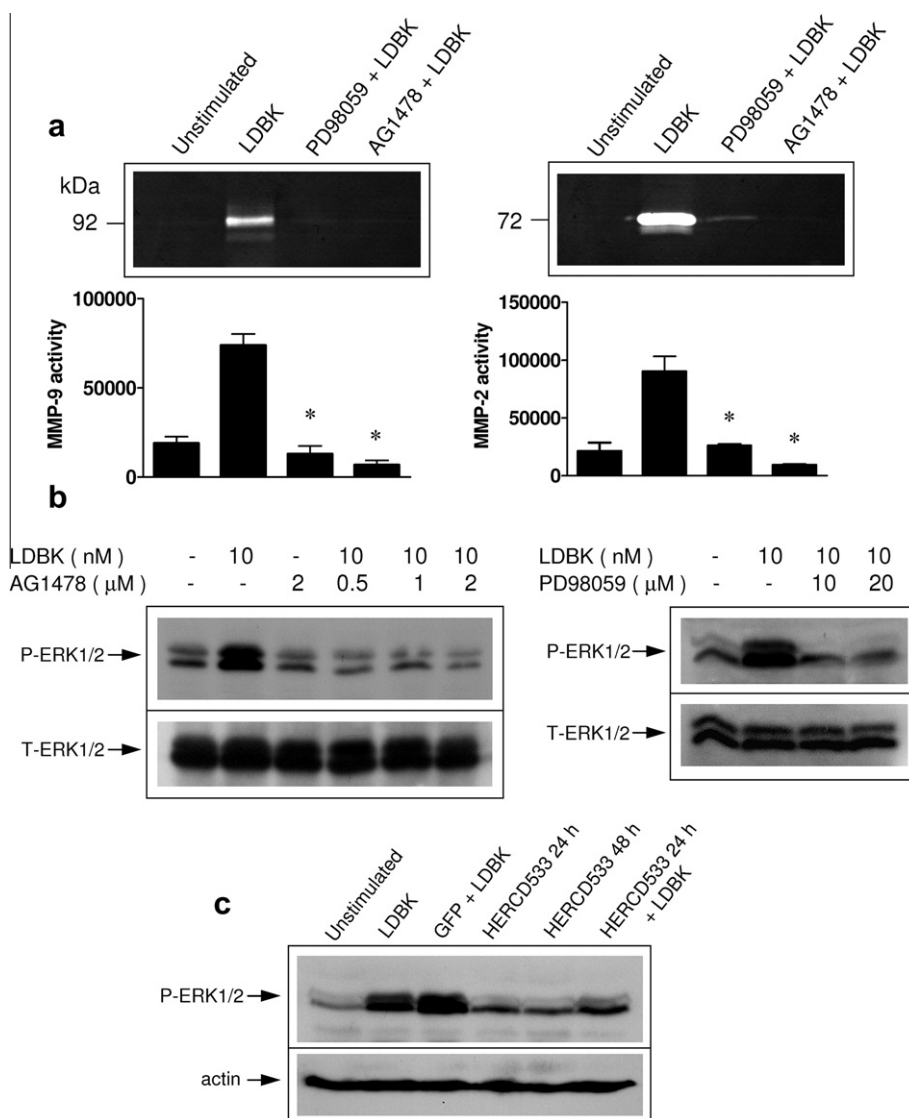 a
Unstimulated
LDBK
PD98059 + LDBK
AG1478 + LDBK
Unstimulated
LDBK
PD98059 + LDBK
AG1478 + LDBK
kDa
92
72
MMP-9 activity
100000
50000
0
*
*
MMP-2 activity
150000
100000
50000
0
*
*
b
LDBK ( nM ) - 10 - 10 10 10
AG1478 ( µM ) - - 2 0.5 1 2
P-ERK1/2
T-ERK1/2
LDBK ( nM ) - 10 10 10
PD98059 ( µM ) - - 10 20
P-ERK1/2
T-ERK1/2
c
Unstimulated
LDBK
GFP + LDBK
HERCD533 24 h
HERCD533 48 h
HERCD533 24 h
+ LDBK
P-ERK1/2
actin